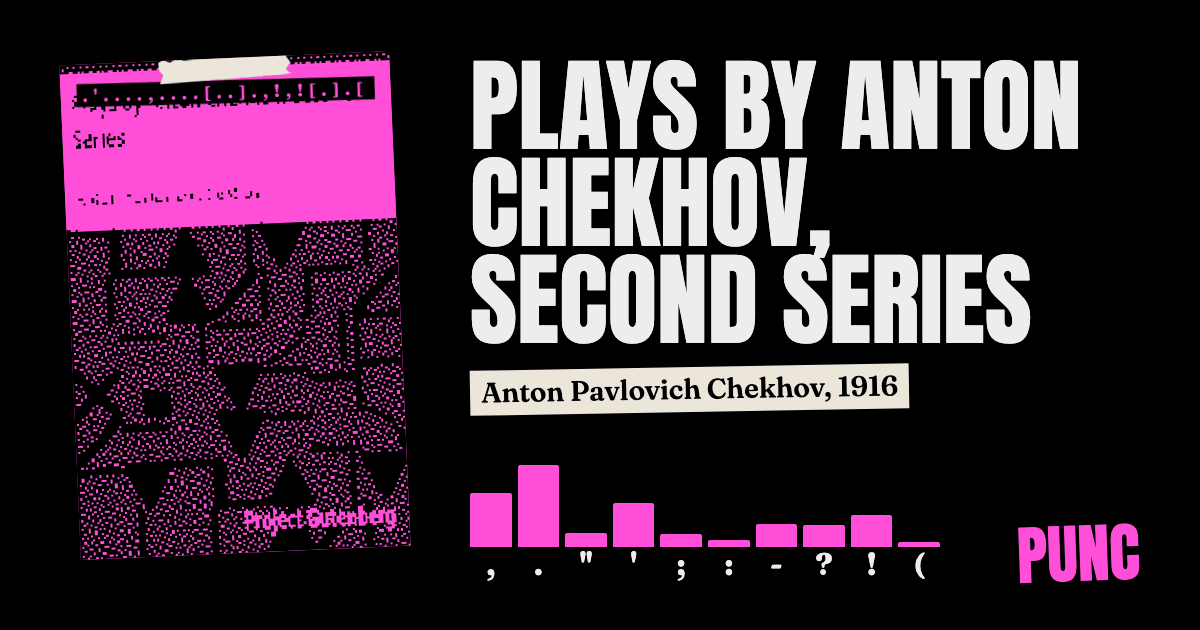 .'....,....[..].,!,![.].[
Series
Project Gutenberg
PLAYS BY ANTON
CHEKHOV,
SECOND SERIES
Anton Pavlovich Chekhov, 1916
, . " ' ; : - ? ! (
PUNC